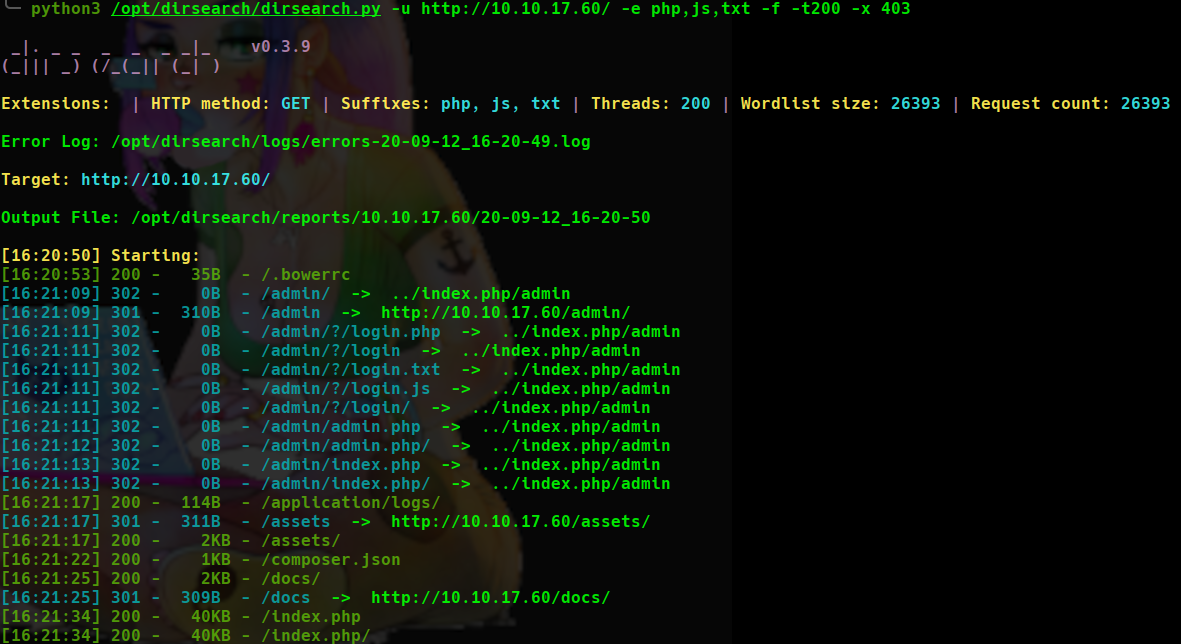 python3 /opt/dirsearch/dirsearch.py -u http://10.10.17.60/ -e php,js,txt -f -t200 -x 403
_|. _ _  _  _  _ _|_    v0.3.9
(_||| _) (/_(_|| (_| )
Extensions:  | HTTP method: GET | Suffixes: php, js, txt | Threads: 200 | Wordlist size: 26393 | Request count: 26393
Error Log: /opt/dirsearch/logs/errors-20-09-12_16-20-49.log
Target: http://10.10.17.60/
Output File: /opt/dirsearch/reports/10.10.17.60/20-09-12_16-20-50
[16:20:50] Starting:
[16:20:53] 200 -   35B  - /.bowerrc
[16:21:09] 302 -    0B  - /admin/  ->  ../index.php/admin
[16:21:09] 301 -  310B  - /admin  ->  http://10.10.17.60/admin/
[16:21:11] 302 -    0B  - /admin/?/login.php  ->  ../index.php/admin
[16:21:11] 302 -    0B  - /admin/?/login  ->  ../index.php/admin
[16:21:11] 302 -    0B  - /admin/?/login.txt  ->  ../index.php/admin
[16:21:11] 302 -    0B  - /admin/?/login.js  ->  ../index.php/admin
[16:21:11] 302 -    0B  - /admin/?/login/  ->  ../index.php/admin
[16:21:11] 302 -    0B  - /admin/admin.php  ->  ../index.php/admin
[16:21:12] 302 -    0B  - /admin/admin.php/  ->  ../index.php/admin
[16:21:13] 302 -    0B  - /admin/index.php  ->  ../index.php/admin
[16:21:13] 302 -    0B  - /admin/index.php/  ->  ../index.php/admin
[16:21:17] 200 -  114B  - /application/logs/
[16:21:17] 301 -  311B  - /assets  ->  http://10.10.17.60/assets/
[16:21:17] 200 -    2KB - /assets/
[16:21:22] 200 -    1KB - /composer.json
[16:21:25] 200 -    2KB - /docs/
[16:21:25] 301 -  309B  - /docs  ->  http://10.10.17.60/docs/
[16:21:34] 200 -   40KB - /index.php
[16:21:34] 200 -   40KB - /index.php/